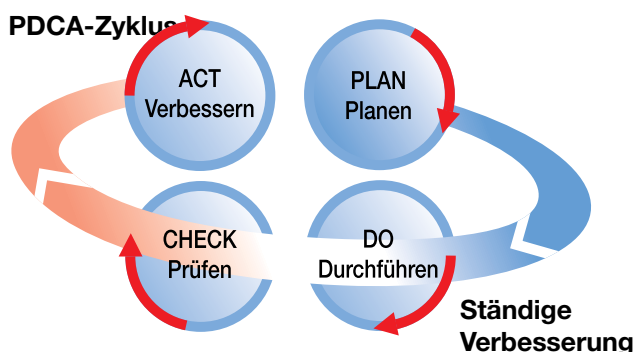 PDCA-Zyklus
ACT
Verbessern
PLAN
Planen
CHECK
Prüfen
DO
Durchführen
Ständige
Verbesserung